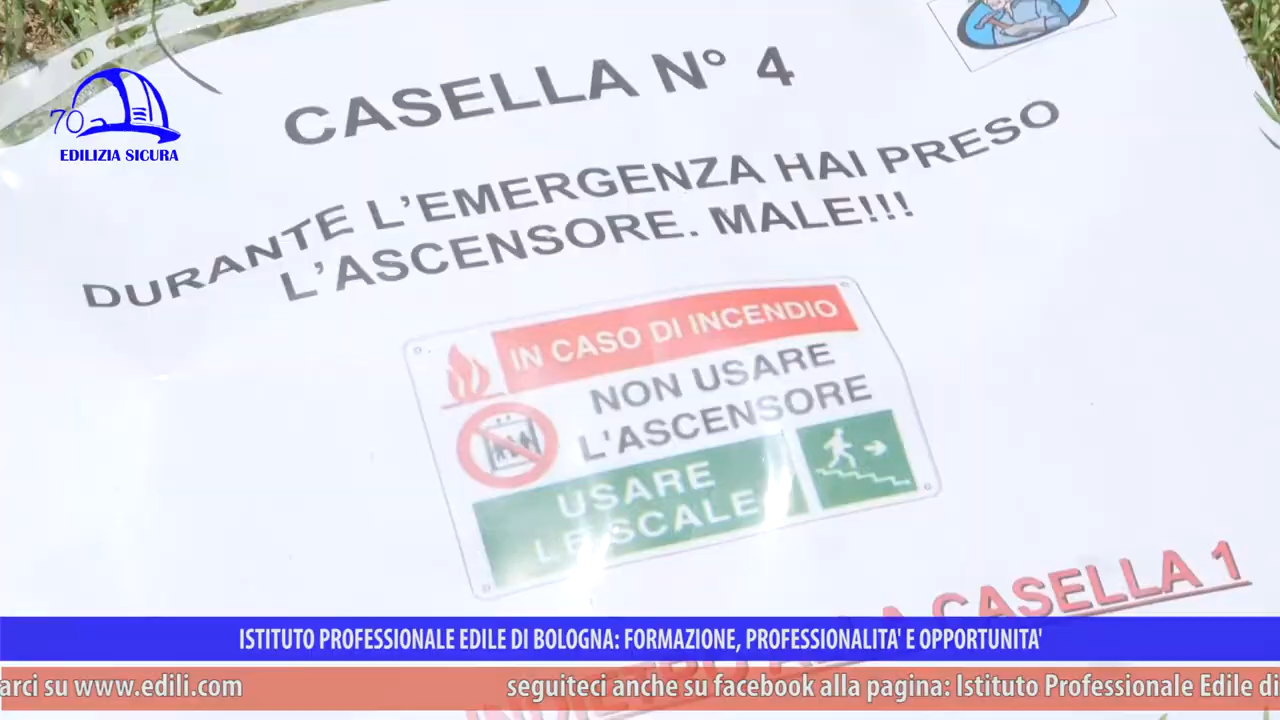 CASELLA N° 4
70
EDILIZIA SICURA
DURANTE L'EMERGENZA HAI PRESO
L'ASCENSORE. MALE!!!
IN CASO DI INCENDIO
NON USARE
L'ASCENSORE
USARE
LE SCALE
CASELLA 1
ISTITUTO PROFESSIONALE EDILE DI BOLOGNA: FORMAZIONE, PROFESSIONALITA' E OPPORTUNITA'
arci su www.edili.com seguiteci anche su facebook alla pagina: Istituto Professionale Edile di